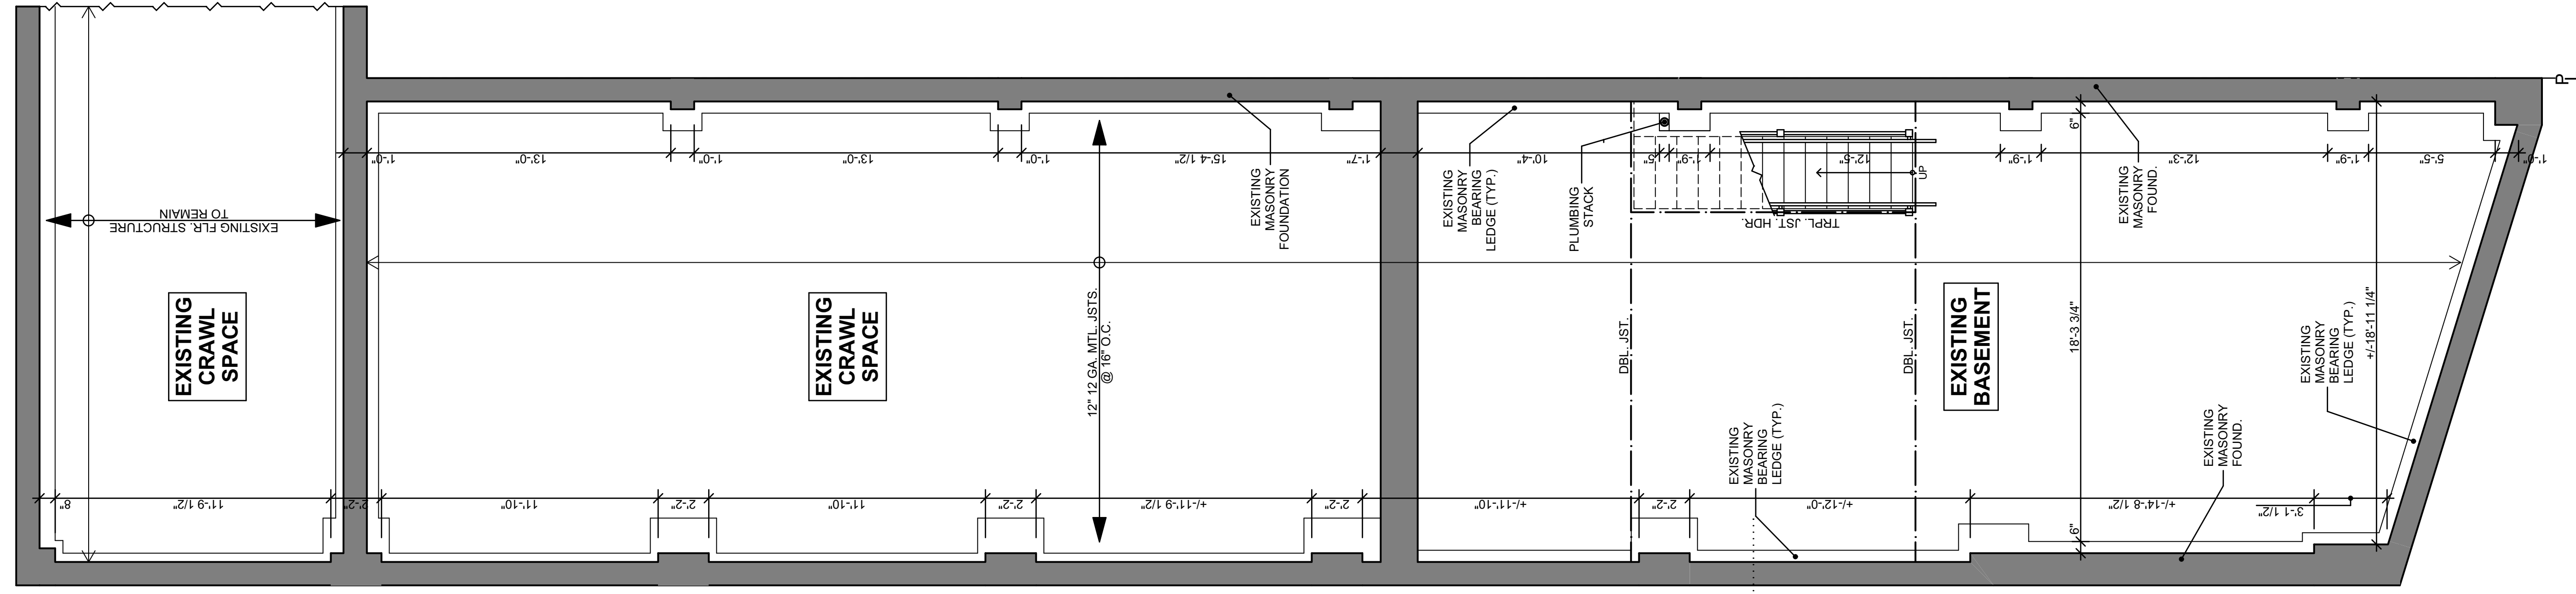 EXISTING FLR. STRUCTURE
TO REMAIN
EXISTING
CRAWL
SPACE
8"
11'-9 1/2"
2'-2"
1'-0"
13'-0"
1'-0"
13'-0"
1'-0"
15'-4 1/2"
1'-7"
EXISTING
MASONRY
FOUNDATION
EXISTING
CRAWL
SPACE
12" 12 GA. MTL. JSTS.
@ 16" O.C.
11'-10"
2'-2"
11'-10"
2'-2"
+/-11'-9 1/2"
2'-2"
EXISTING
MASONRY
BEARING
LEDGE (TYP.)
10'-4"
PLUMBING
STACK
5"
1'-9"
12'-5"
1'-9"
12'-3"
1'-9"
5'-5"
1'-0"
UP
TRPL. JST. HDR.
DBL. JST.
DBL. JST.
EXISTING
BASEMENT
EXISTING
MASONRY
FOUND.
6"
18'-3 3/4"
6"
+/-18'-11 1/4"
EXISTING
MASONRY
BEARING
LEDGE (TYP.)
EXISTING
MASONRY
BEARING
LEDGE (TYP.)
EXISTING
MASONRY
FOUND.
+/-11'-10"
2'-2"
+/-12'-0"
+/-14'-8 1/2"
3'-1 1/2"